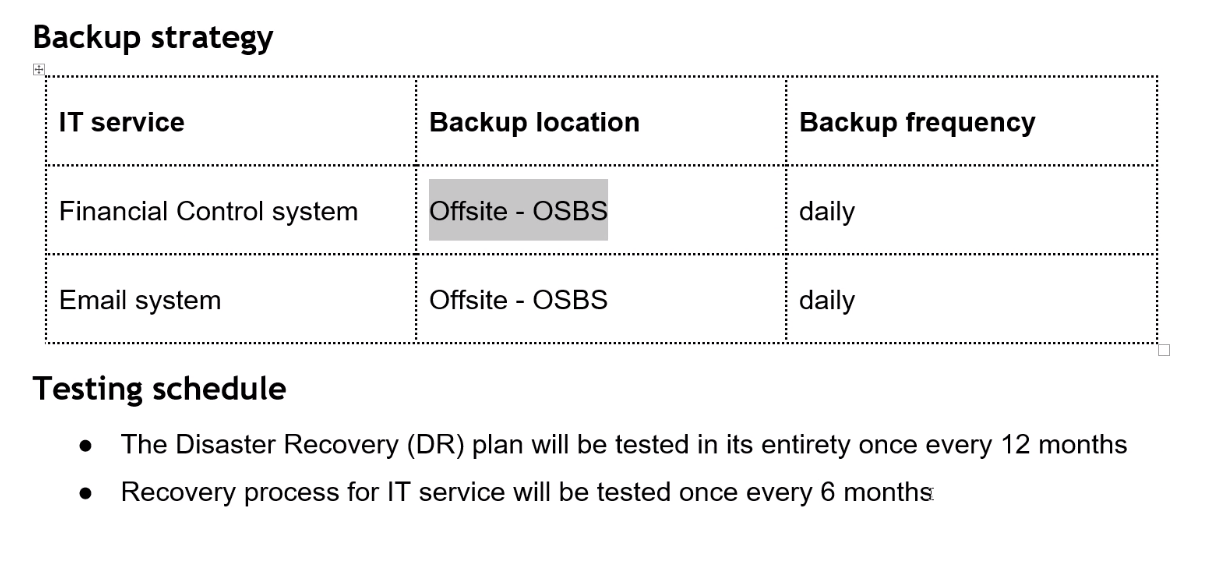 Backup strategy
IT service Backup location Backup frequency
Financial Control system Offsite - OSBS daily
Email system Offsite - OSBS daily
Testing schedule
● The Disaster Recovery (DR) plan will be tested in its entirety once every 12 months
● Recovery process for IT service will be tested once every 6 months